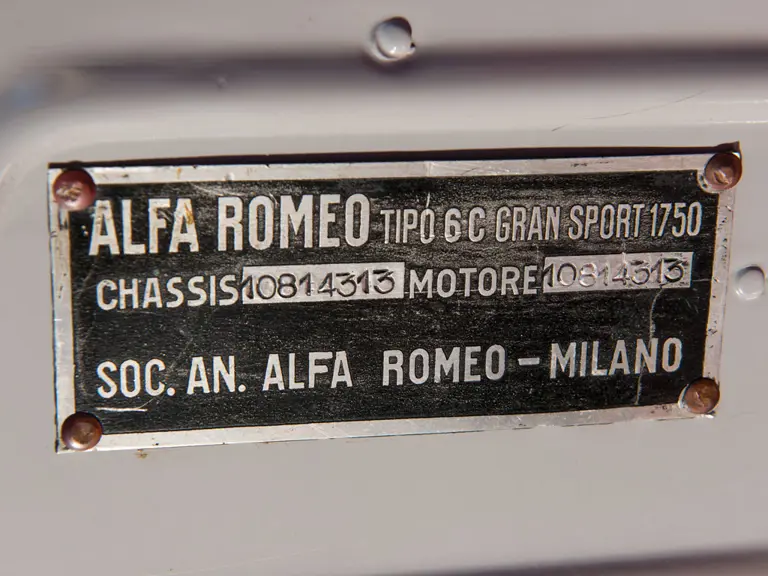 ALFA ROMEO TIPO 6C GRAN SPORT 1750
CHASSIS 10814313 MOTORE 10814313
SOC. AN. ALFA ROMEO - MILANO